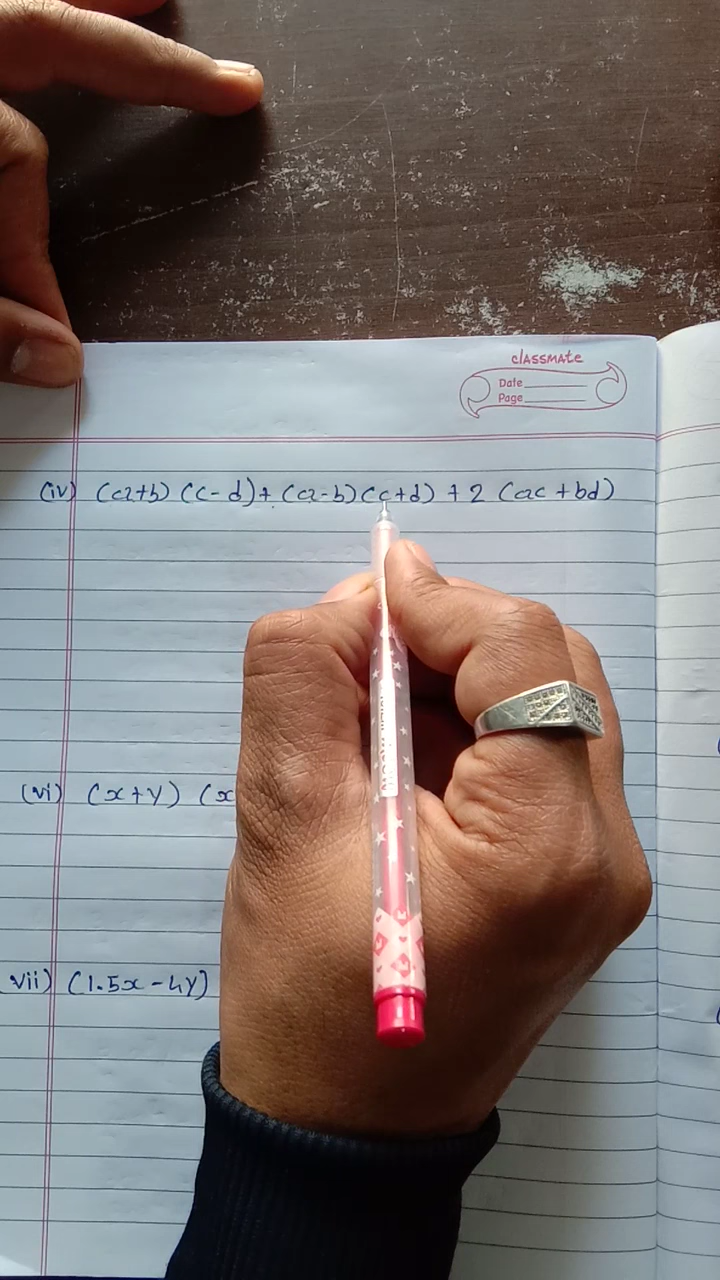 classmate
Date
Page
(iv) (a+b) (c-d)+ (a-b)(c+d) +2 (ac +bd)
(vi) (x+y) (x
vii) (1.5x-4y)